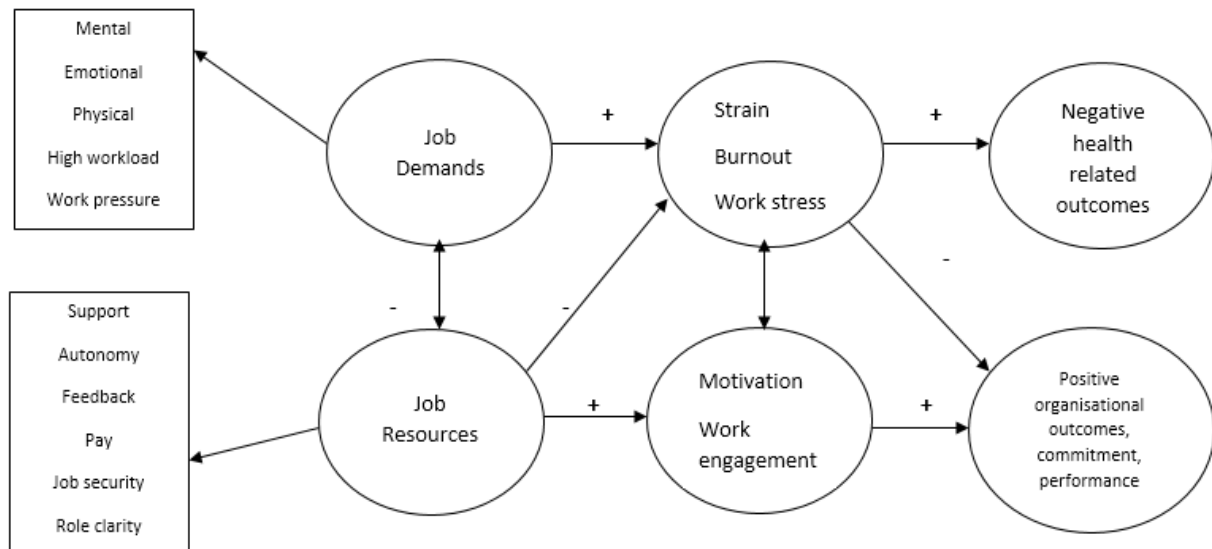 Mental
Emotional
Physical
High workload
Work pressure
Job
Demands
+
Strain
Burnout
Work stress
+
Negative
health
related
outcomes
-
-
-
Support
Autonomy
Feedback
Pay
Job security
Role clarity
Job
Resources
+
Motivation
Work
engagement
+
Positive
organisational
outcomes,
commitment,
performance